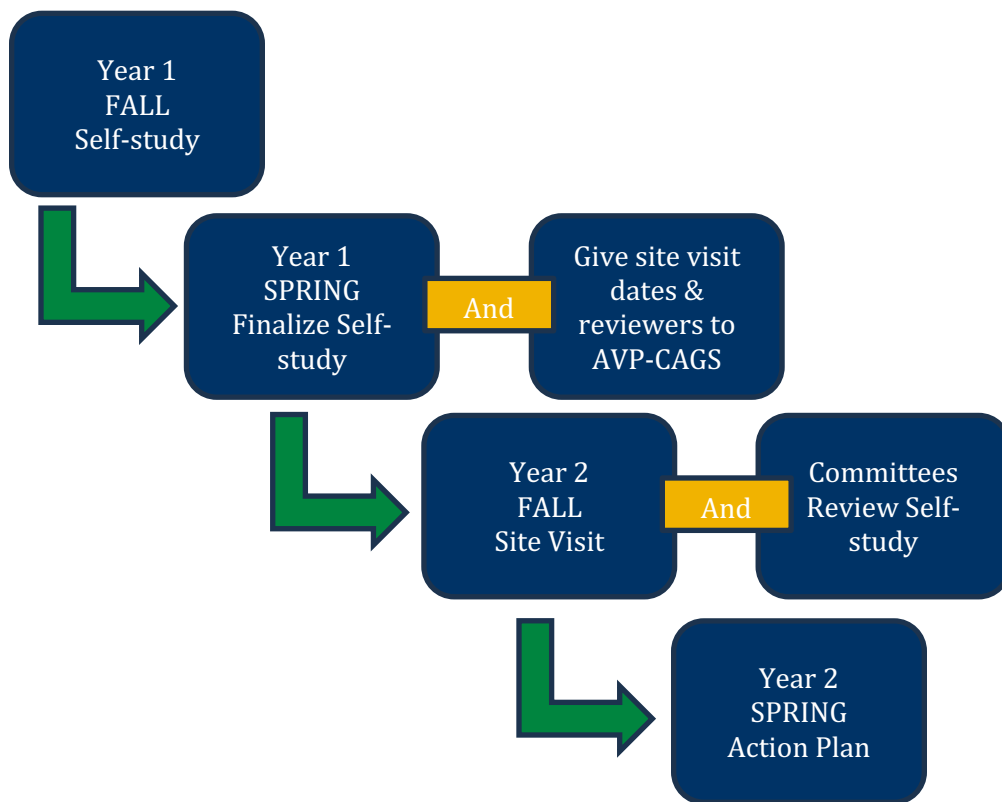 Year 1
FALL
Self-study
Year 1
SPRING
Finalize Self-
study
And
Give site visit
dates &
reviewers to
AVP-CAGS
Year 2
FALL
Site Visit
And
Committees
Review Self-
study
Year 2
SPRING
Action Plan